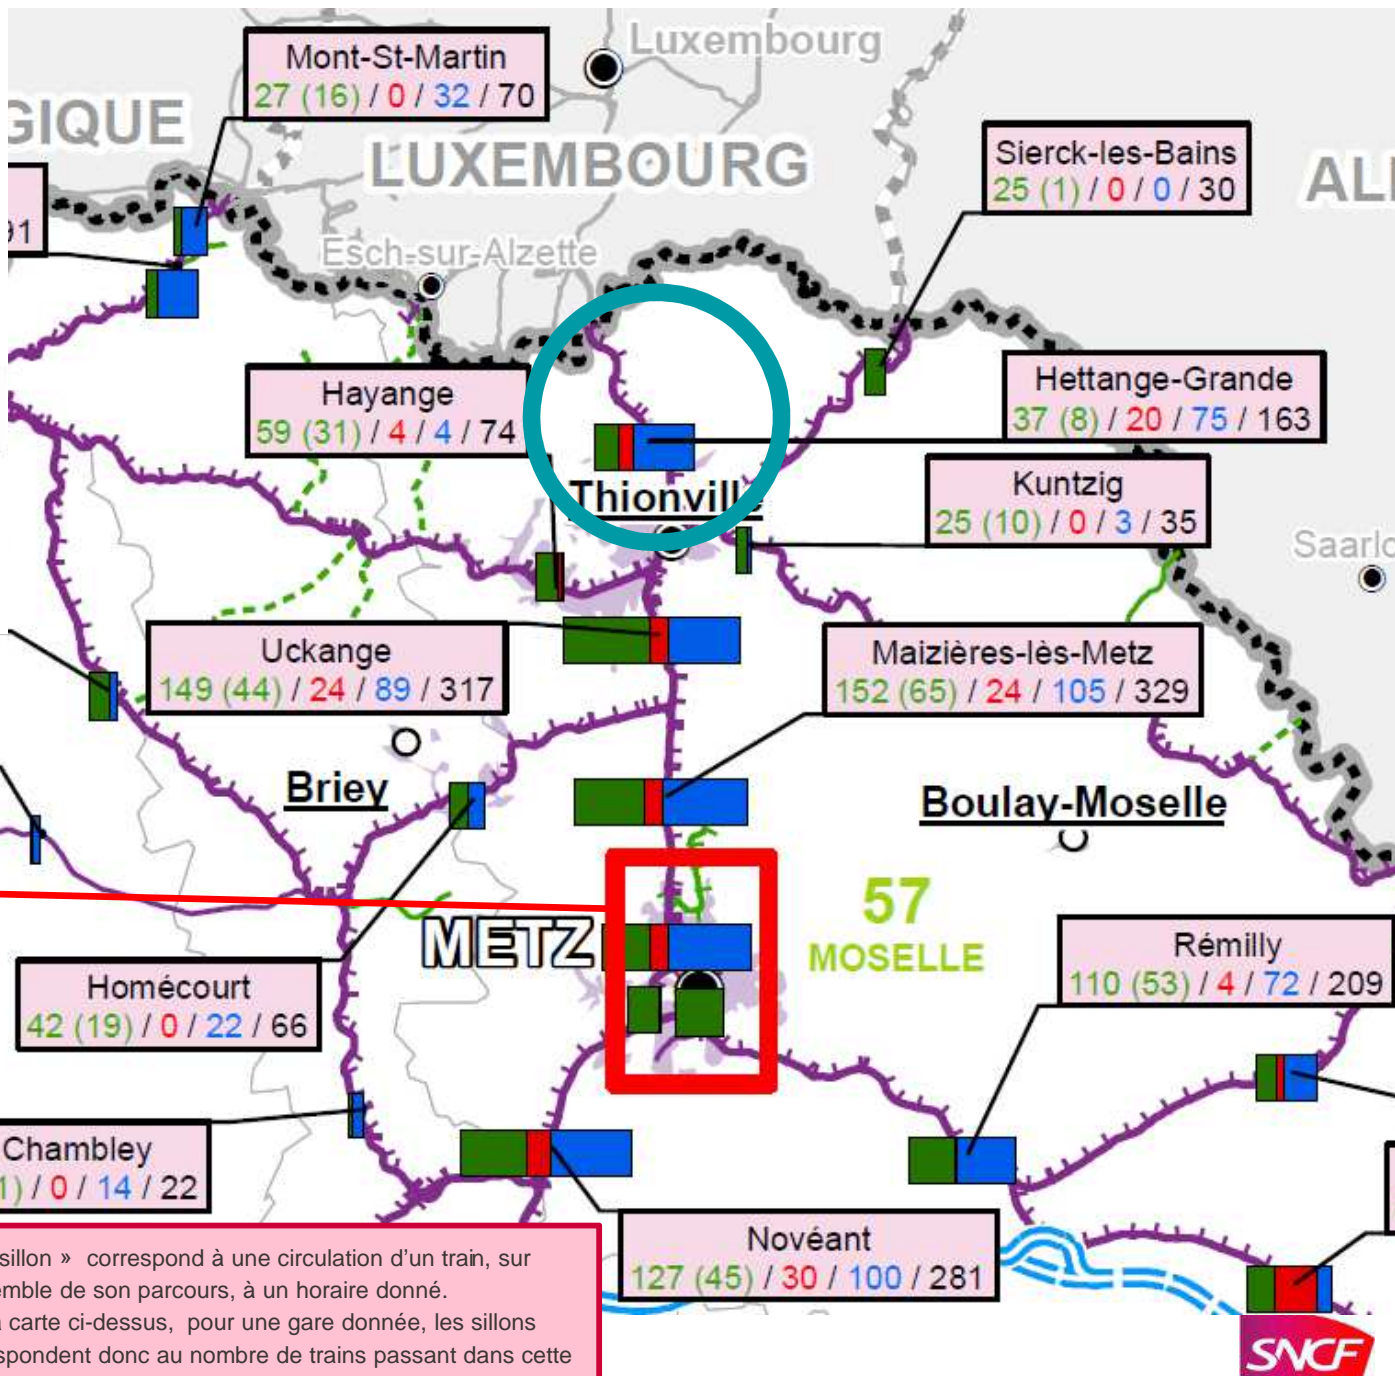 Luxembourg
Mont-St-Martin
27 (16) / 0 / 32 / 70
GIQUE
LUXEMBOURG
Sierck-les-Bains
25 (1) / 0 / 0 / 30
ALL
91
Esch-sur-Alzette
Hayange
59 (31) / 4 / 4 / 74
Hettange-Grande
37 (8) / 20 / 75 / 163
Thionville
Kuntzig
25 (10) / 0 / 3 / 35
Saarlo
Uckange
149 (44) / 24 / 89 / 317
Maizières-lès-Metz
152 (65) / 24 / 105 / 329
Briey
Boulay-Moselle
57
MOSELLE
METZ
Rémilly
110 (53) / 4 / 72 / 209
Homécourt
42 (19) / 0 / 22 / 66
Chambley
1) / 0 / 14 / 22
Novéant
127 (45) / 30 / 100 / 281
sillon » correspond à une circulation d'un train, sur
emble de son parcours, à un horaire donné.
a carte ci-dessus, pour une gare donnée, les sillons
spondent donc au nombre de trains passant dans cette
SNCF